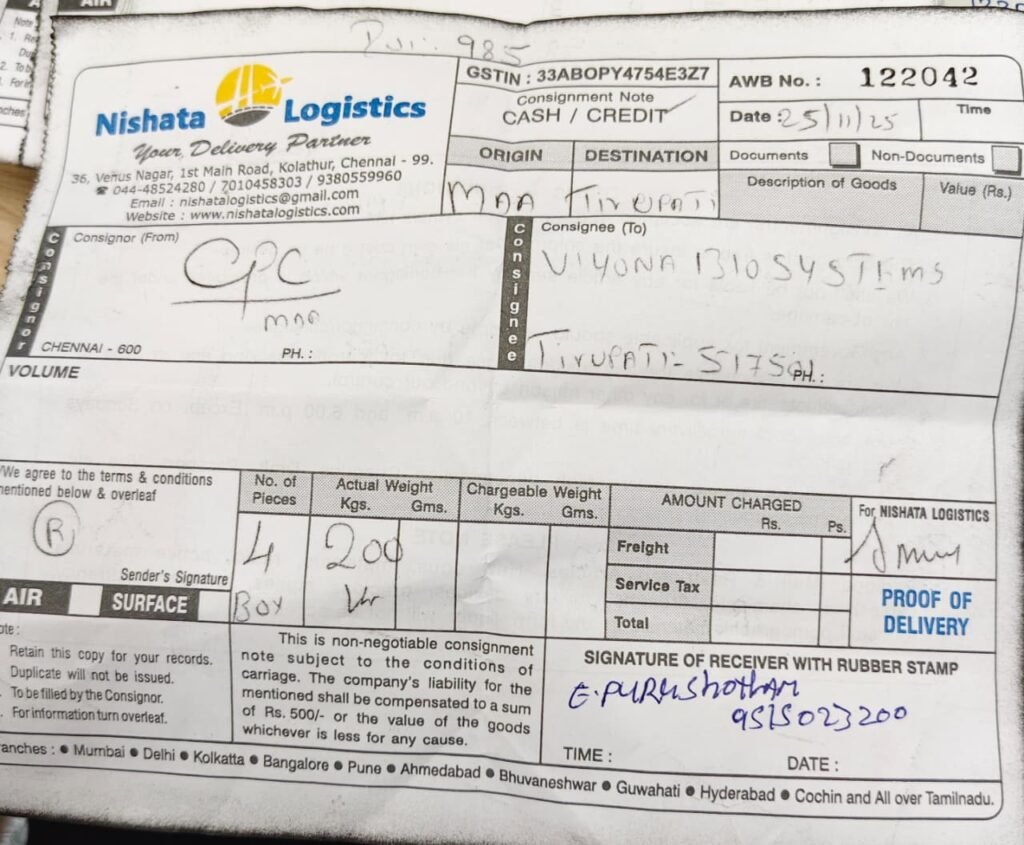 985
Nishata Logistics
Your Delivery Partner
36, Venus Nagar, 1st Main Road, Kolathur, Chennai - 99.
☎ 044-48524280 / 7010458303 / 9380559960
Email : nishatalogistics@gmail.com
Website : www.nishatalogistics.com
GSTIN : 33ABOPY4754E3Z7
Consignment Note
CASH / CREDIT
AWB No. : 122042
Date : 25/11/25
Time
ORIGIN
DESTINATION
MAA
TIRUPATI
Documents
Non-Documents
Description of Goods
Value (Rs.)
Consignor
Consignor (From)
CPC
MAA
CHENNAI - 600
PH. :
Consignee
Consignee (To)
VIYONA BIOSYSTEMS
TIRUPATI- 517501
PH. :
VOLUME
/We agree to the terms & conditions
mentioned below & overleaf
R
Sender's Signature
AIR
SURFACE
No. of
Pieces
4
Box
Actual Weight
Kgs. Gms.
200
Chargeable Weight
Kgs. Gms.
AMOUNT CHARGED
Rs. Ps.
Freight
Service Tax
Total
For NISHATA LOGISTICS
PROOF OF
DELIVERY
ote :
Retain this copy for your records.
Duplicate will not be issued.
To be filled by the Consignor.
For information turn overleaf.
This is non-negotiable consignment
note subject to the conditions of
carriage. The company's liability for the
mentioned shall be compensated to a sum
of Rs. 500/- or the value of the goods
whichever is less for any cause.
SIGNATURE OF RECEIVER WITH RUBBER STAMP
E.PURUSHOTHAM
9515023200
TIME :
DATE :
anches : ● Mumbai ● Delhi ● Kolkatta ● Bangalore ● Pune ● Ahmedabad ● Bhuvaneshwar ● Guwahati ● Hyderabad ● Cochin and All over Tamilnadu.